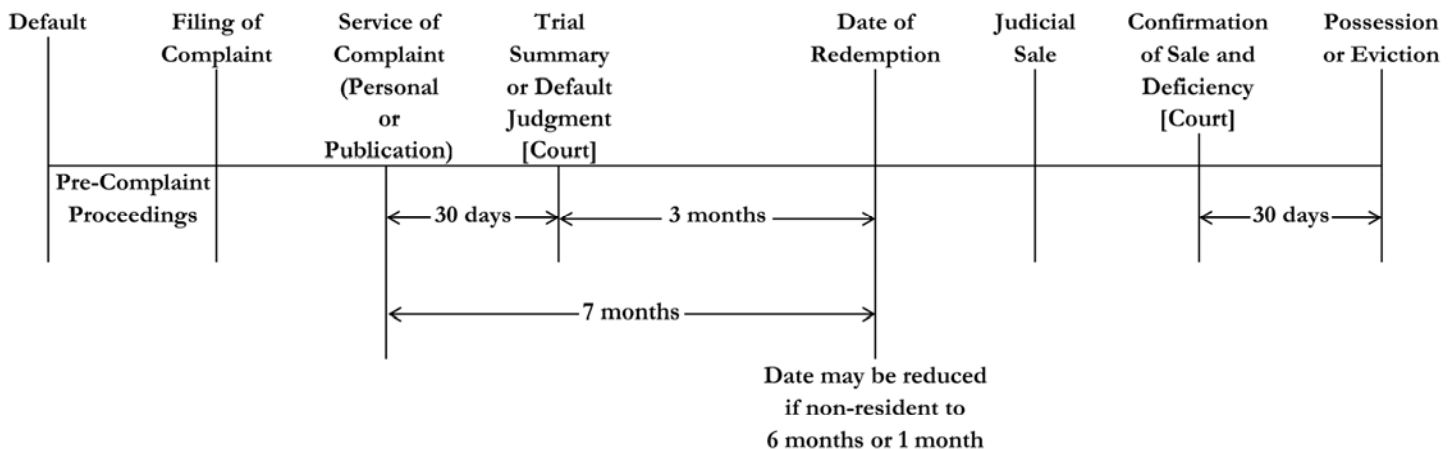 Default
Filing of
Complaint
Service of
Complaint
(Personal
or
Publication)
Trial
Summary
or Default
Judgment
[Court]
Date of
Redemption
Judicial
Sale
Confirmation
of Sale and
Deficiency
[Court]
Possession
or Eviction
Pre-Complaint
Proceedings
30 days
3 months
30 days
7 months
Date may be reduced
if non-resident to
6 months or 1 month